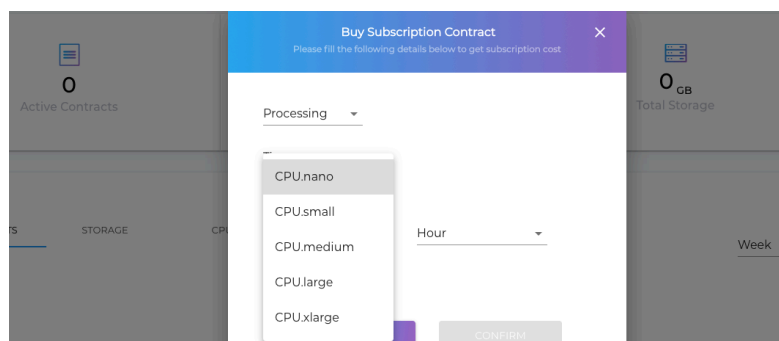 Buy Subscription Contract
Please fill the following details below to get subscription cost
0
Active Contracts
0 GB
Total Storage
Processing
CPU.nano
CPU.small
CPU.medium
CPU.large
CPU.xlarge
STORAGE
Hour
Week
CONFIRM